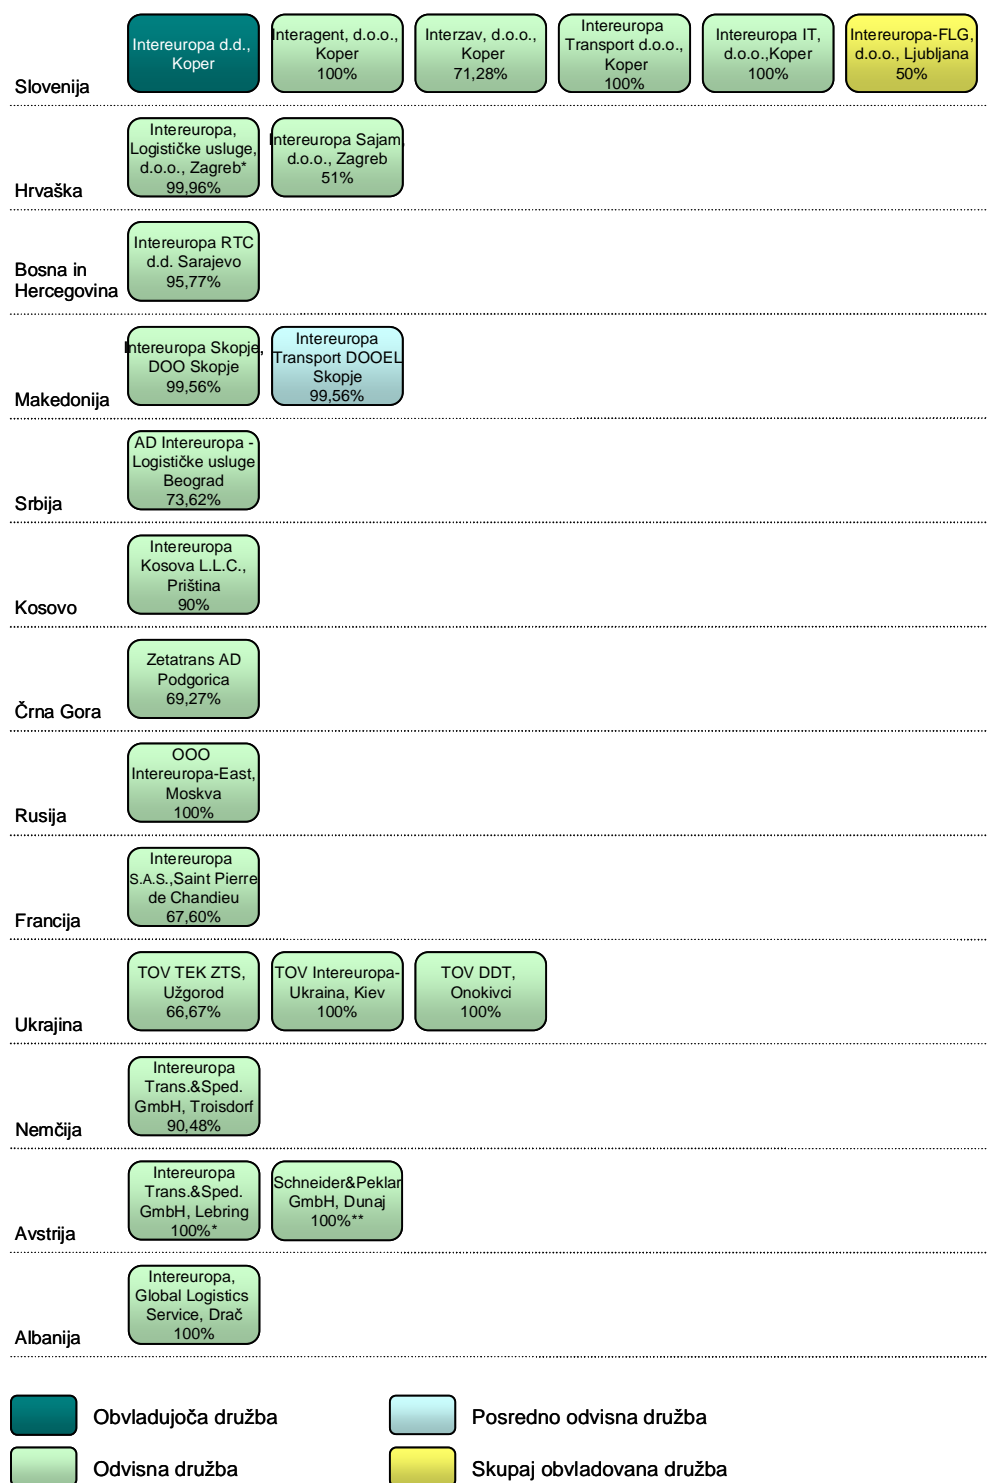 Slovenija
Intereuropa d.d.,
Koper
Interagent, d.o.o.,
Koper
100%
Interzav, d.o.o.,
Koper
71,28%
Intereuropa
Transport d.o.o.,
Koper
100%
Intereuropa IT,
d.o.o.,Koper
100%
Intereuropa-FLG,
d.o.o., Ljubljana
50%
Hrvaška
Intereuropa,
Logističke usluge,
d.o.o., Zagreb*
99,96%
Intereuropa Sajam,
d.o.o., Zagreb
51%
Bosna in
Hercegovina
Intereuropa RTC
d.d. Sarajevo
95,77%
Makedonija
Intereuropa Skopje,
DOO Skopje
99,56%
Intereuropa
Transport DOOEL
Skopje
99,56%
Srbija
AD Intereuropa -
Logističke usluge
Beograd
73,62%
Kosovo
Intereuropa
Kosova L.L.C.,
Priština
90%
Črna Gora
Zetatrans AD
Podgorica
69,27%
Rusija
OOO
Intereuropa-East,
Moskva
100%
Francija
Intereuropa
S.A.S.,Saint Pierre
de Chandieu
67,60%
Ukrajina
TOV TEK ZTS,
Užgorod
66,67%
TOV Intereuropa-
Ukraina, Kiev
100%
TOV DDT,
Onokivci
100%
Nemčija
Intereuropa
Trans.&Sped.
GmbH, Troisdorf
90,48%
Avstrija
Intereuropa
Trans.&Sped.
GmbH, Lebring
100%*
Schneider&Peklar
GmbH, Dunaj
100%**
Albanija
Intereuropa,
Global Logistics
Service, Drač
100%
Obvladujoča družba
Posredno odvisna družba
Odvisna družba
Skupaj obvladovana družba